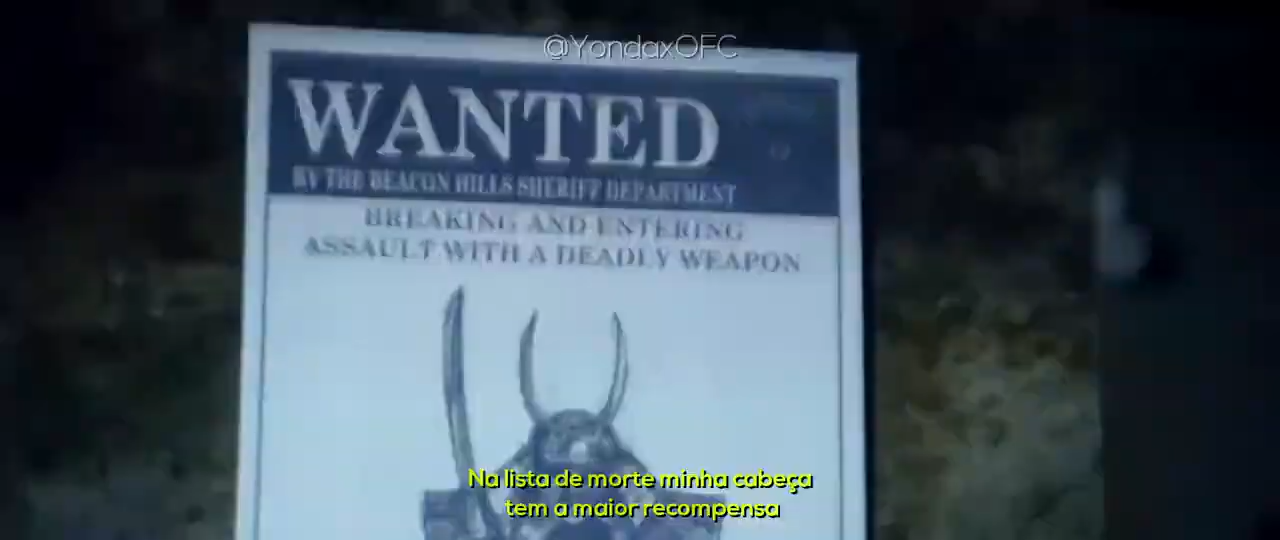 @YondaxOFC
WANTED
BY THE BEACON HILLS SHERIFF DEPARTMENT
BREAKING AND ENTERING
ASSAULT WITH A DEADLY WEAPON
Na lista de morte minha cabeça
tem a maior recompensa